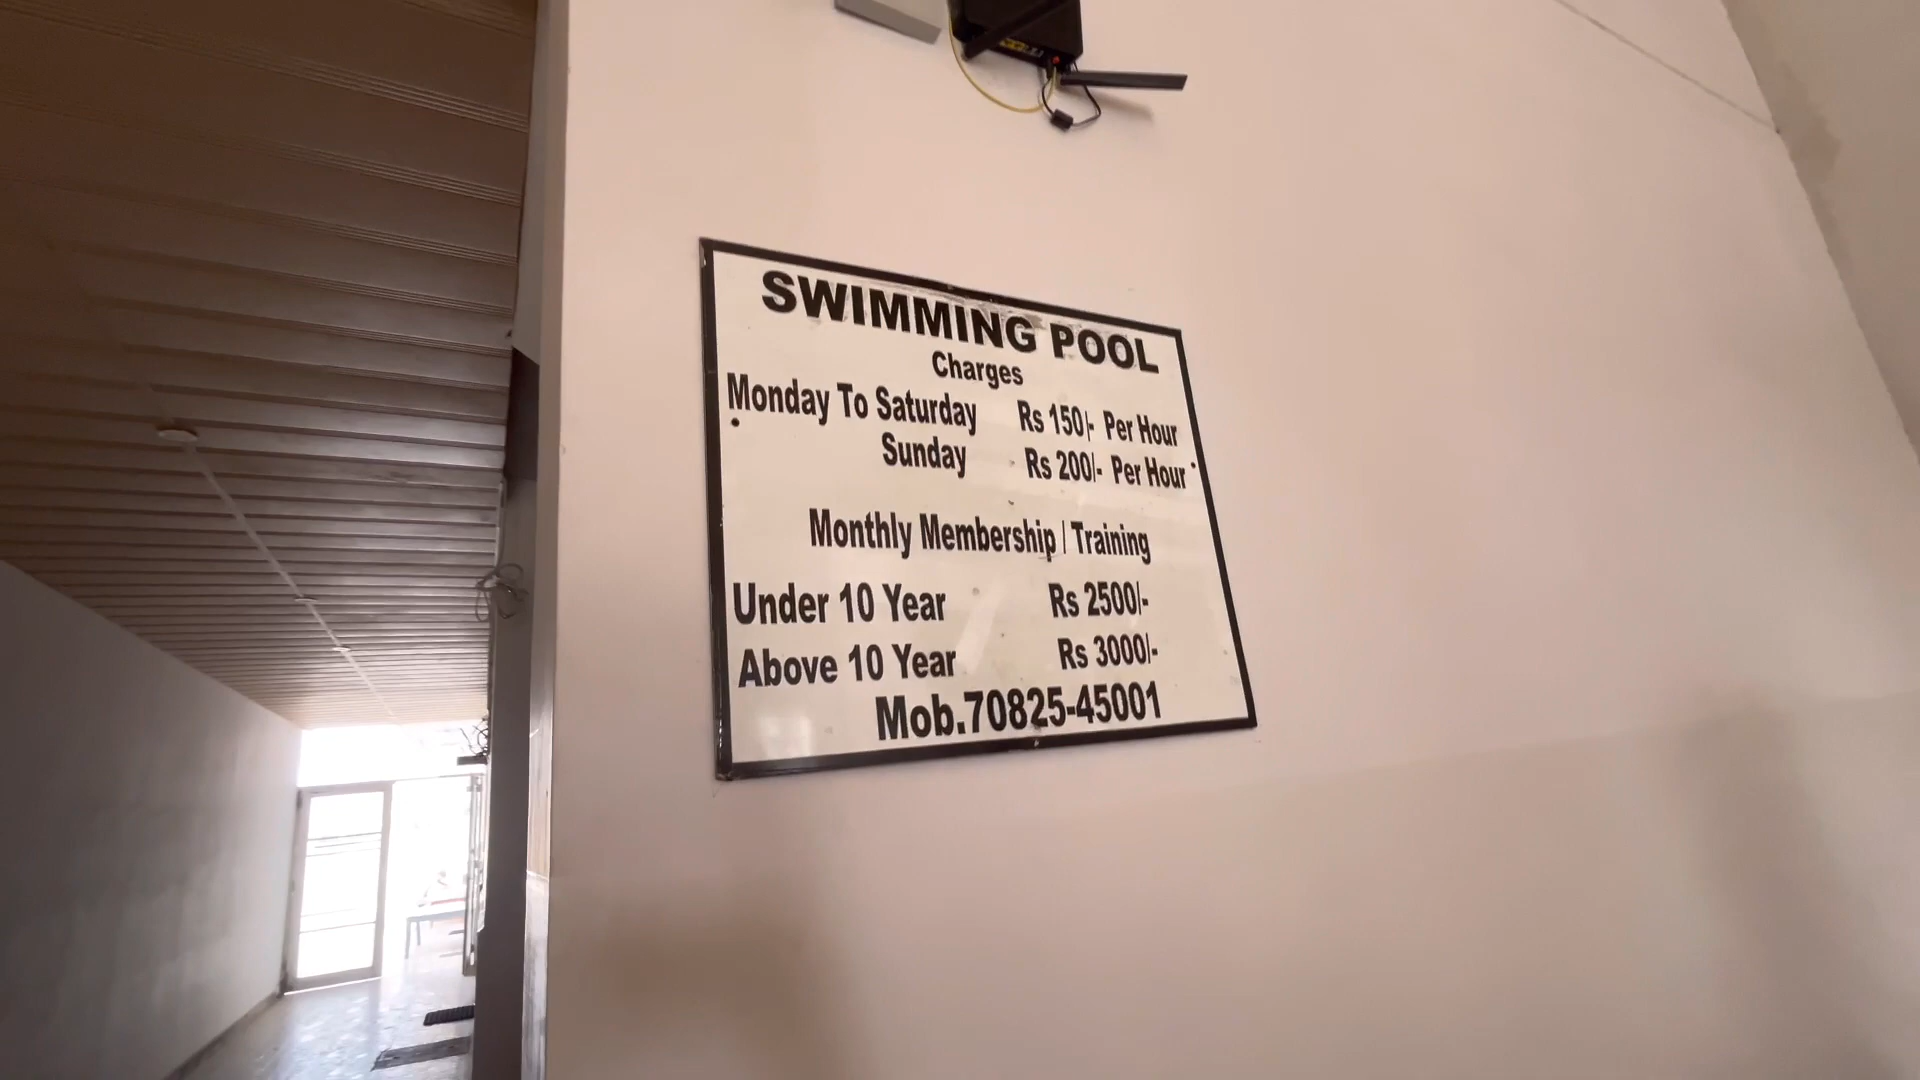 SWIMMING POOL
Charges
Monday To Saturday Rs 150/- Per Hour
Sunday Rs 200/- Per Hour
Monthly Membership / Training
Under 10 Year Rs 2500/-
Above 10 Year Rs 3000/-
Mob.70825-45001